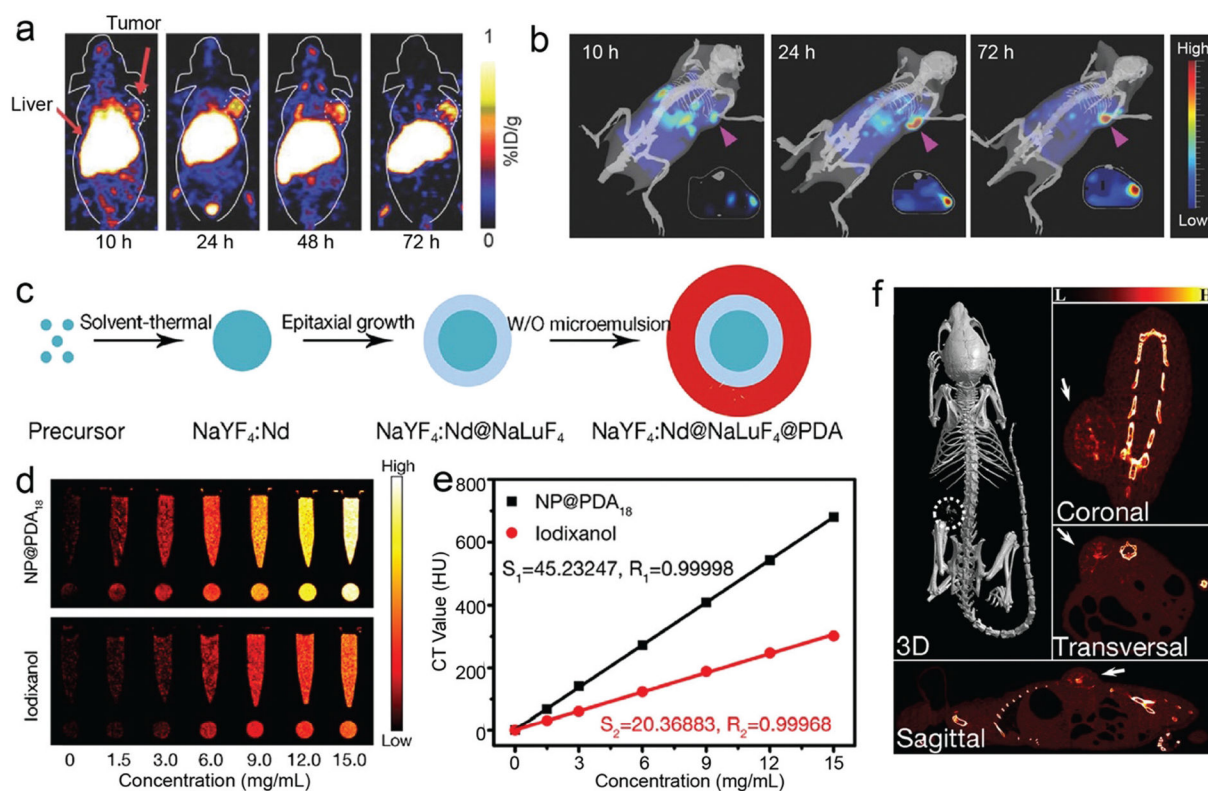 a
Tumor
Liver
10 h
24 h
48 h
72 h
1
%ID/g
0
b
10 h
24 h
72 h
High
Low
c
Solvent-thermal
Epitaxial growth
W/O microemulsion
Precursor
NaYF₄:Nd
NaYF₄:Nd@NaLuF₄
NaYF₄:Nd@NaLuF₄@PDA
d
NP@PDA₁₈
Iodixanol
0 1.5 3.0 6.0 9.0 12.0 15.0
Concentration (mg/mL)
High
Low
e
800
600
400
200
0
CT Value (HU)
NP@PDA₁₈
Iodixanol
S₁=45.23247, R₁=0.99998
S₂=20.36883, R₂=0.99968
0 3 6 9 12 15
Concentration (mg/mL)
f
L
H
3D
Coronal
Transversal
Sagittal